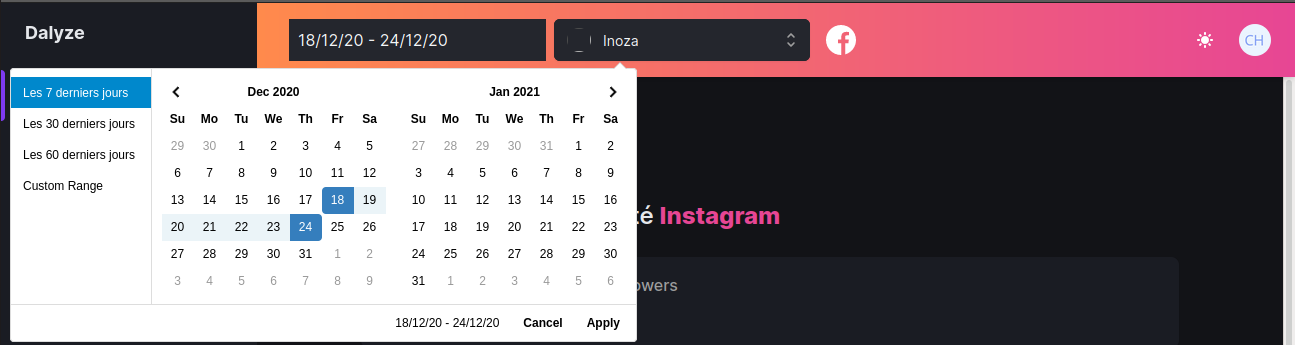 Dalyze
18/12/20 - 24/12/20
Inoza
CH
Les 7 derniers jours
Les 30 derniers jours
Les 60 derniers jours
Custom Range
Dec 2020
Su Mo Tu We Th Fr Sa
29 30 1 2 3 4 5
6 7 8 9 10 11 12
13 14 15 16 17 18 19
20 21 22 23 24 25 26
27 28 29 30 31 1 2
3 4 5 6 7 8 9
Jan 2021
Su Mo Tu We Th Fr Sa
27 28 29 30 31 1 2
3 4 5 6 7 8 9
10 11 12 13 14 15 16
17 18 19 20 21 22 23
24 25 26 27 28 29 30
31 1 2 3 4 5 6
18/12/20 - 24/12/20 Cancel Apply
té Instagram
owers